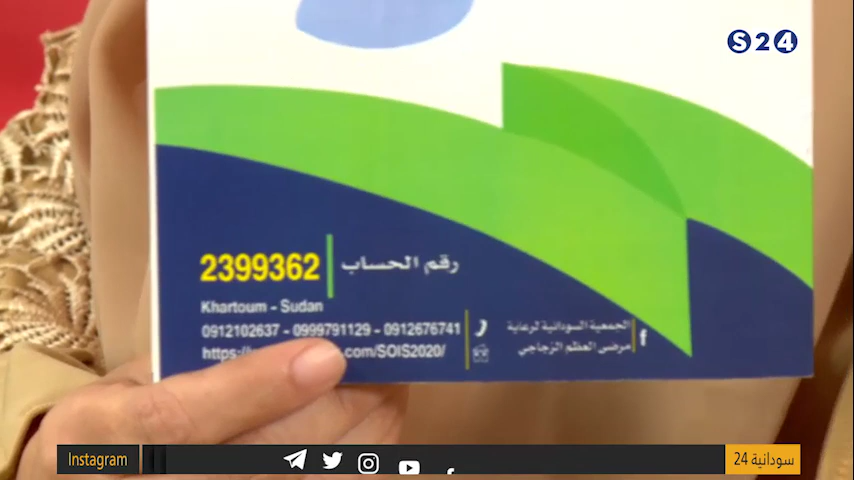 S24
رقم الحساب 2399362
Khartoum - Sudan
0912102637 - 0999791129 - 0912676741
https:/ .com/SOIS2020/
الجمعية السودانية لرعاية
مرضى العظم الزجاجي
f
Instagram
سودانية 24